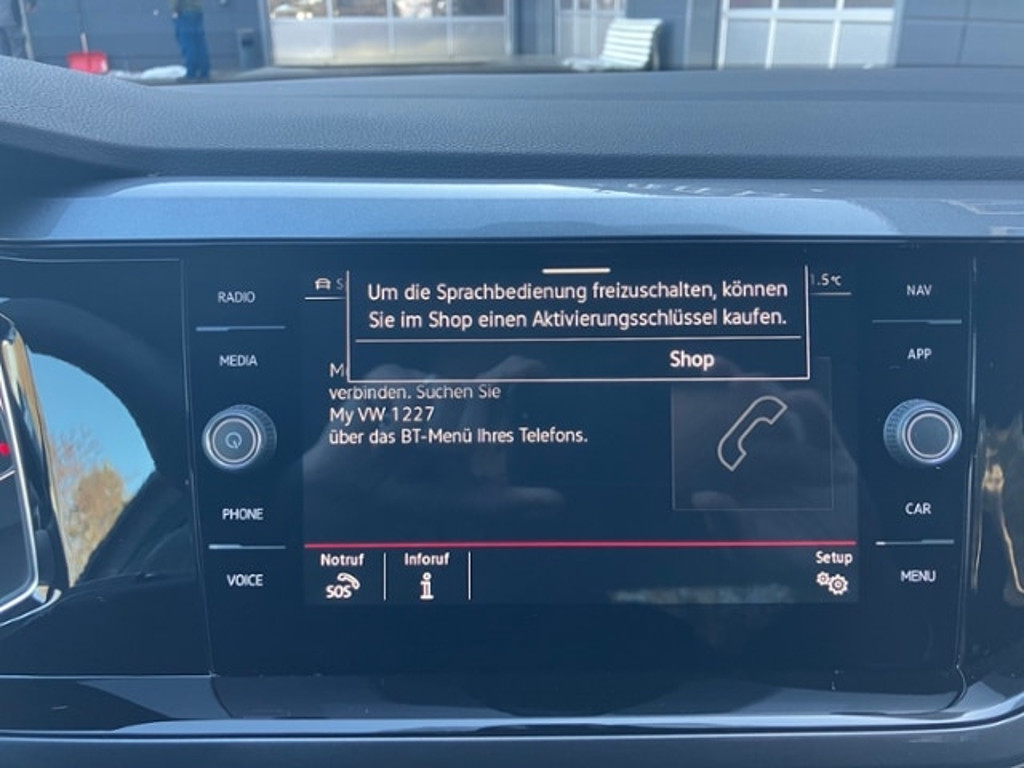 RADIO
MEDIA
PHONE
VOICE
Um die Sprachbedienung freizuschalten, können
Sie im Shop einen Aktivierungsschlüssel kaufen.
Shop
verbinden. Suchen Sie
My VW 1227
über das BT-Menü Ihres Telefons.
Notruf
SOS
Inforuf
Setup
NAV
APP
CAR
MENU